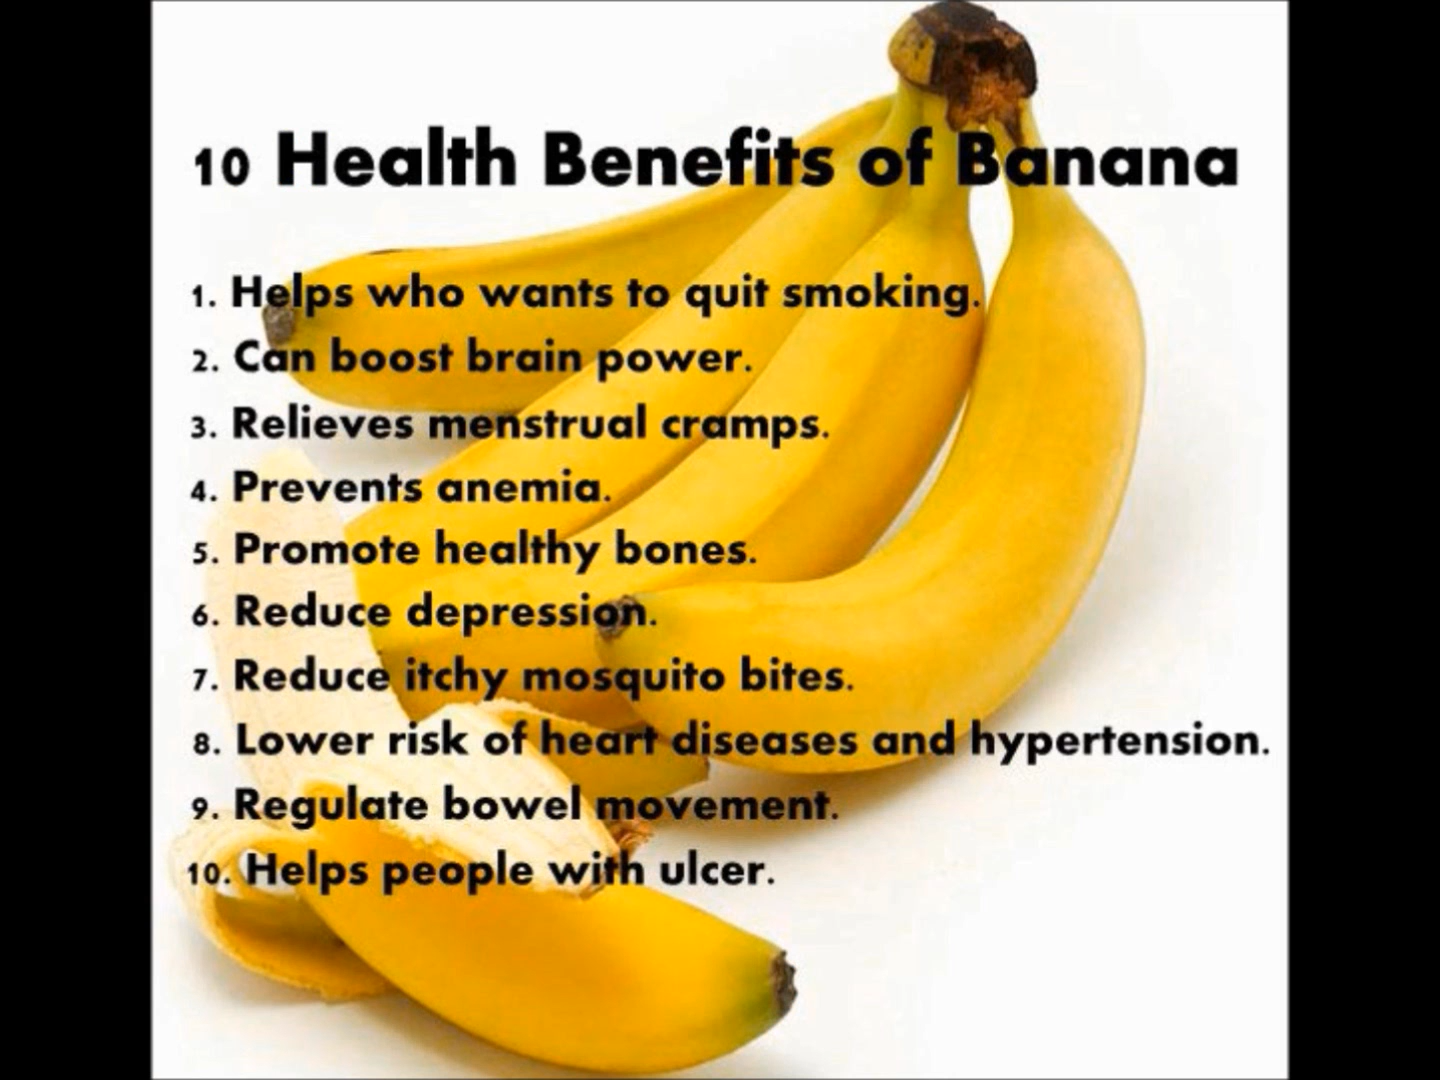 10 Health Benefits of Banana
1. Helps who wants to quit smoking.
2. Can boost brain power.
3. Relieves menstrual cramps.
4. Prevents anemia.
5. Promote healthy bones.
6. Reduce depression.
7. Reduce itchy mosquito bites.
8. Lower risk of heart diseases and hypertension.
9. Regulate bowel movement.
10. Helps people with ulcer.